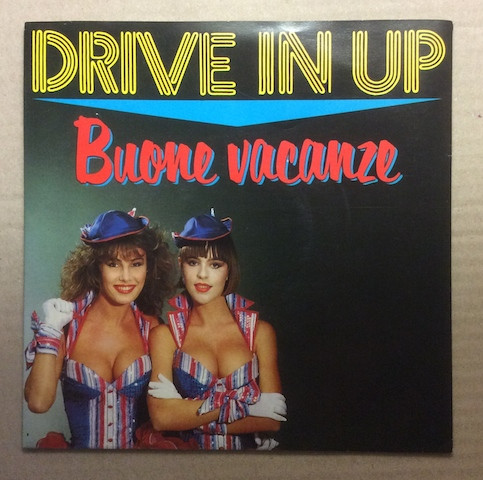 DRIVE IN UP
Buone vacanze